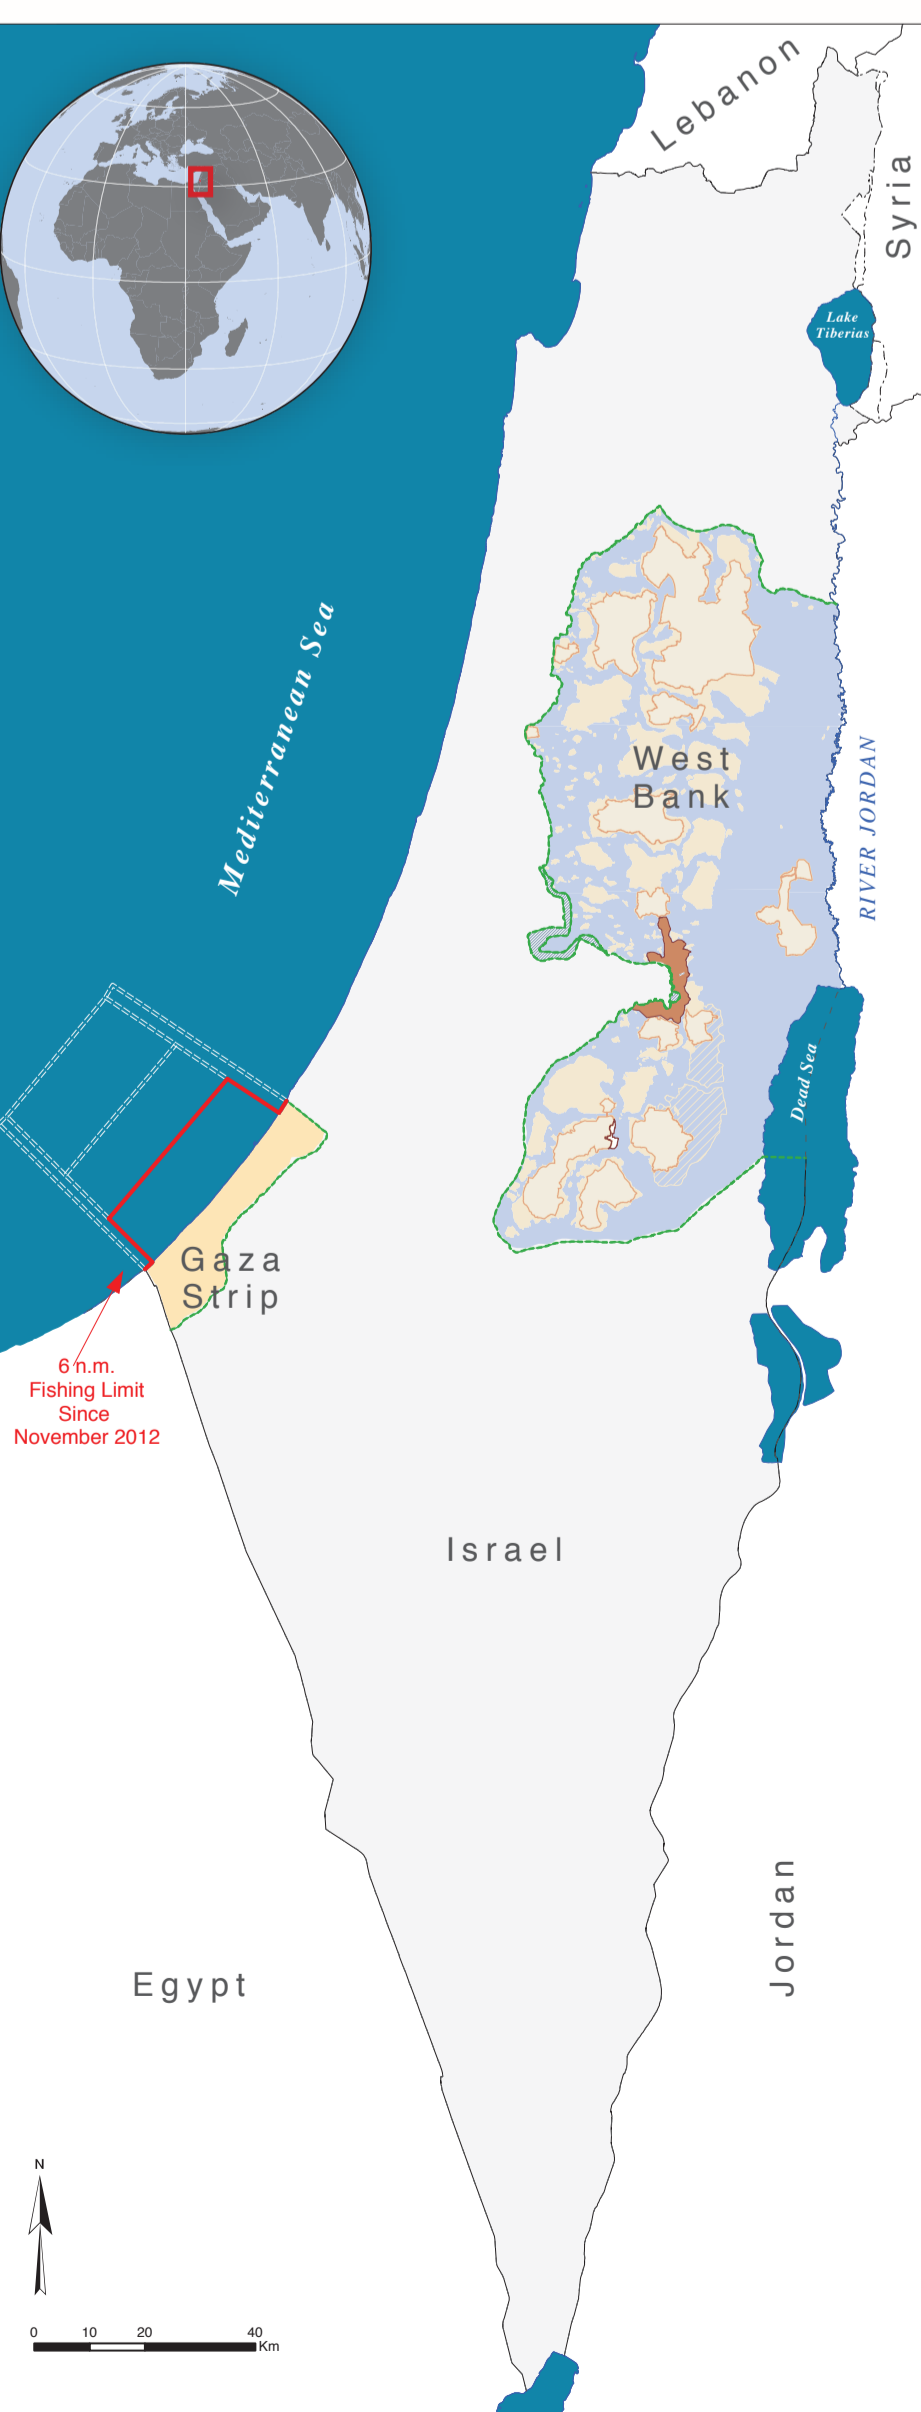 Lebanon
Syria
Lake
Tiberias
Mediterranean Sea
West
Bank
RIVER JORDAN
Dead Sea
Gaza
Strip
6 n.m.
Fishing Limit
Since
November 2012
Israel
Jordan
Egypt
N
0 10 20 40
Km